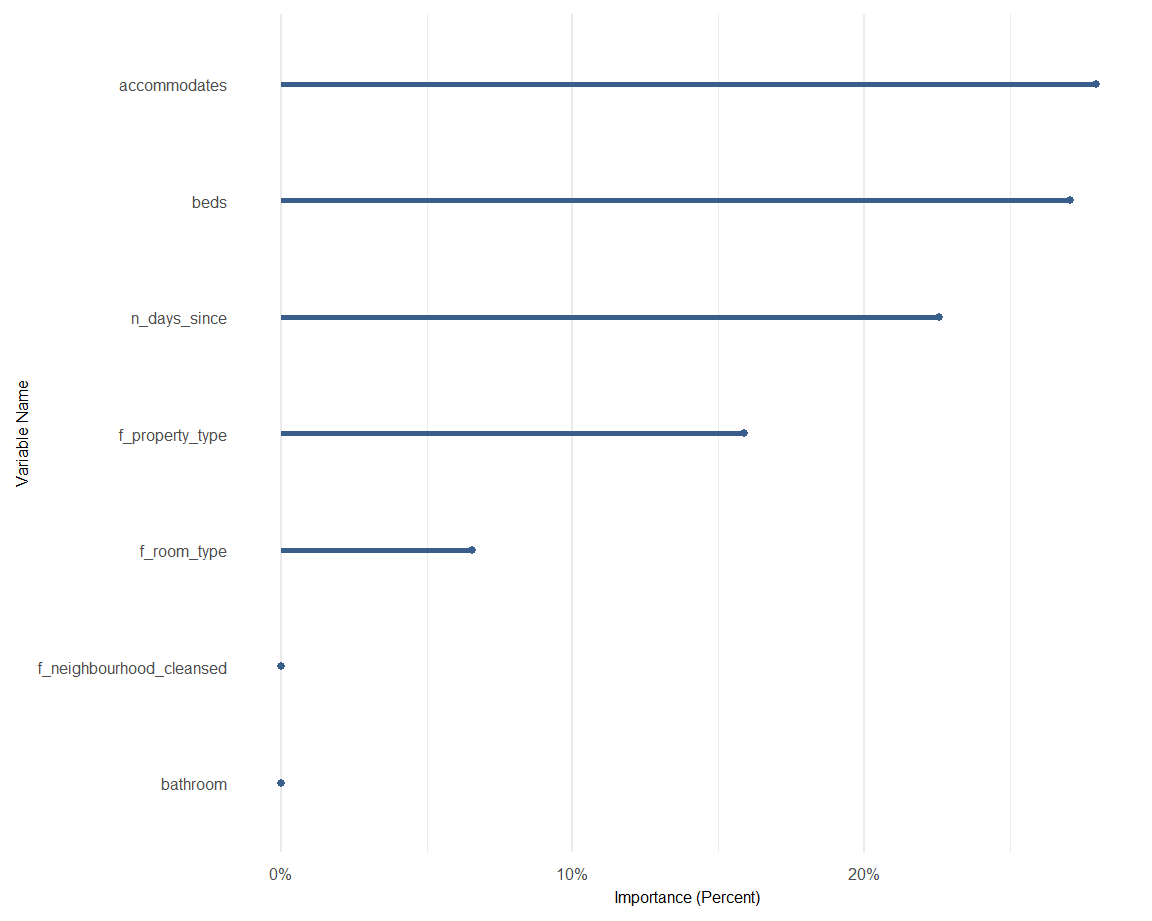 accommodates
beds
n_days_since
f_property_type
f_room_type
f_neighbourhood_cleansed
bathroom
Variable Name
0% 10% 20%
Importance (Percent)